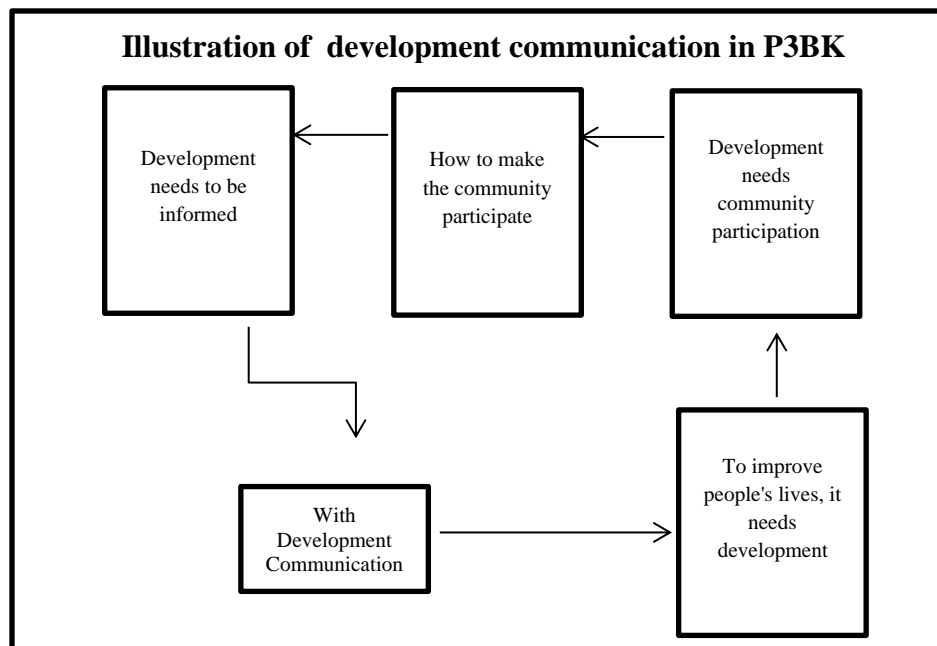 Illustration of development communication in P3BK
Development
needs to be
informed
How to make
the community
participate
Development
needs
community
participation
With
Development
Communication
To improve
people's lives, it
needs
development